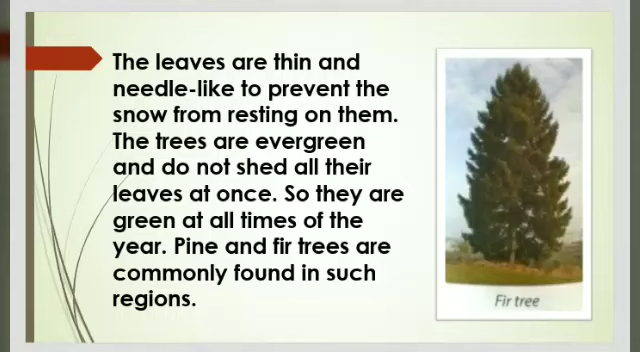 The leaves are thin and
needle-like to prevent the
snow from resting on them.
The trees are evergreen
and do not shed all their
leaves at once. So they are
green at all times of the
year. Pine and fir trees are
commonly found in such
regions.
Fir tree